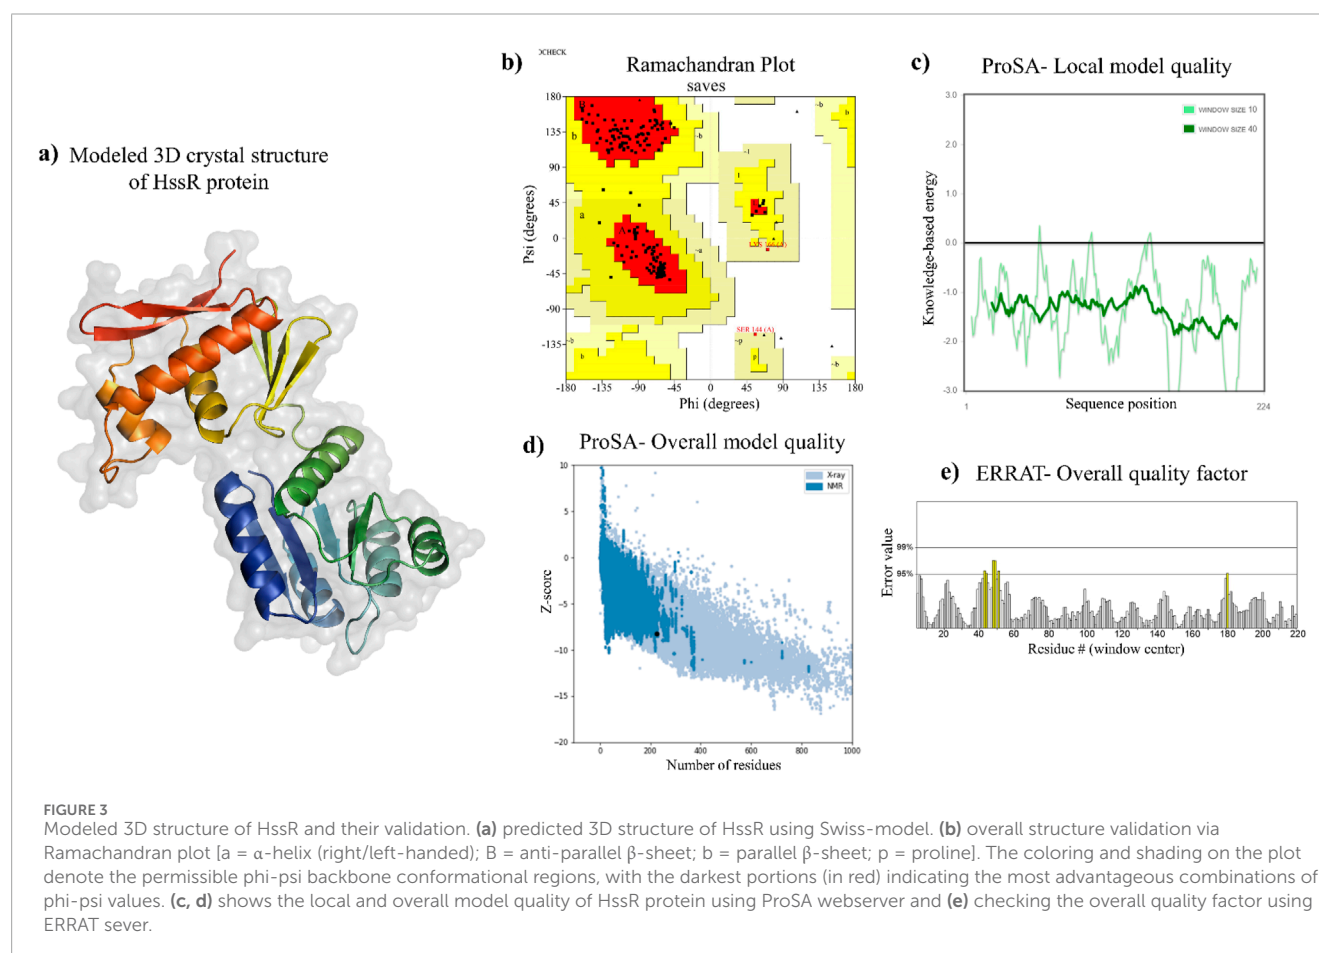 a) Modeled 3D crystal structure
of HssR protein
b)
OCHECK
Ramachandran Plot
saves
Psi (degrees)
180
135
90
45
0
-45
-90
-135
B
b
a
A
~b
~b
b
~l
l
~a
LYS 166 (A)
SER 144 (A)
~p
p
~b
b
~b
-180
-135
-90
-45
0
45
90
135
180
Phi (degrees)
c)
ProSA- Local model quality
Knowledge-based energy
3.0
2.0
1.0
0.0
-1.0
-2.0
-3.0
WINDOW SIZE 10
WINDOW SIZE 40
1
Sequence position
224
d)
ProSA- Overall model quality
Z-score
10
5
0
−5
−10
−15
−20
X-ray
NMR
0
200
400
600
800
1000
Number of residues
e) ERRAT- Overall quality factor
Error value
99%
95%
20
40
60
80
100
120
140
160
180
200
220
Residue # (window center)
FIGURE 3
Modeled 3D structure of HssR and their validation. (a) predicted 3D structure of HssR using Swiss-model. (b) overall structure validation via
Ramachandran plot [a = α-helix (right/left-handed); B = anti-parallel β-sheet; b = parallel β-sheet; p = proline]. The coloring and shading on the plot
denote the permissible phi-psi backbone conformational regions, with the darkest portions (in red) indicating the most advantageous combinations of
phi-psi values. (c, d) shows the local and overall model quality of HssR protein using ProSA webserver and (e) checking the overall quality factor using
ERRAT sever.